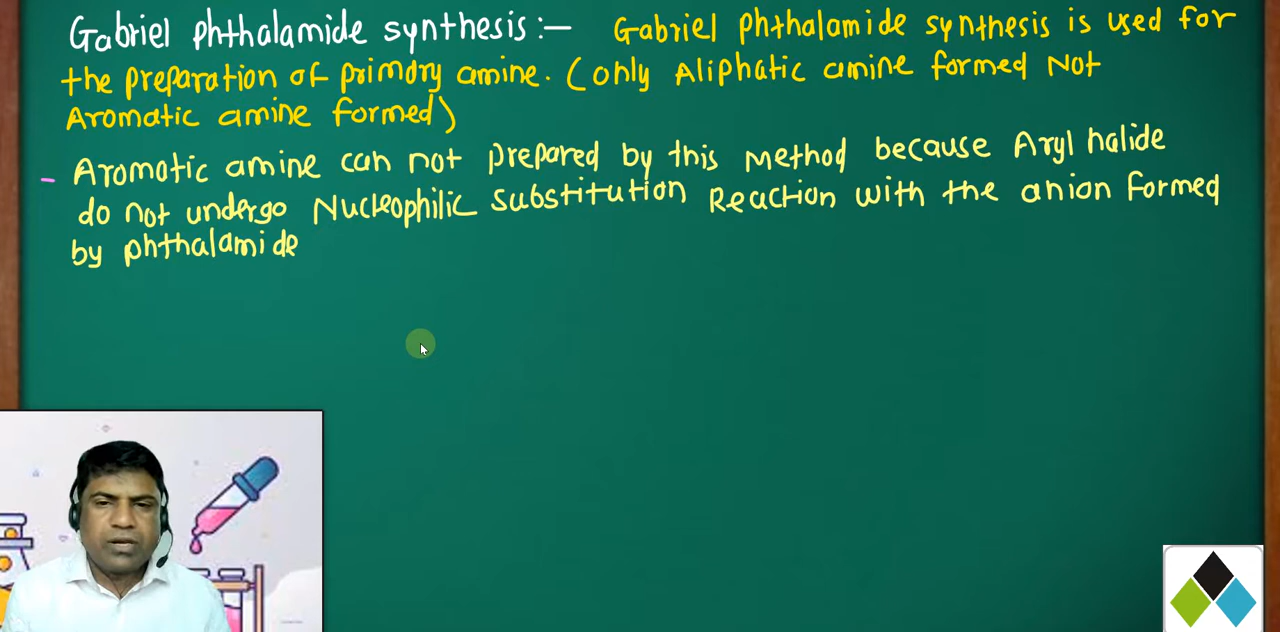 Gabriel phthalamide synthesis :— Gabriel phthalamide synthesis is used for
the preparation of primary amine. (only Aliphatic amine formed Not
Aromatic amine formed)
- Aromatic amine can not prepared by this Method because Aryl halide
do not undergo Nucleophilic substitution Reaction with the anion formed
by phthalamide